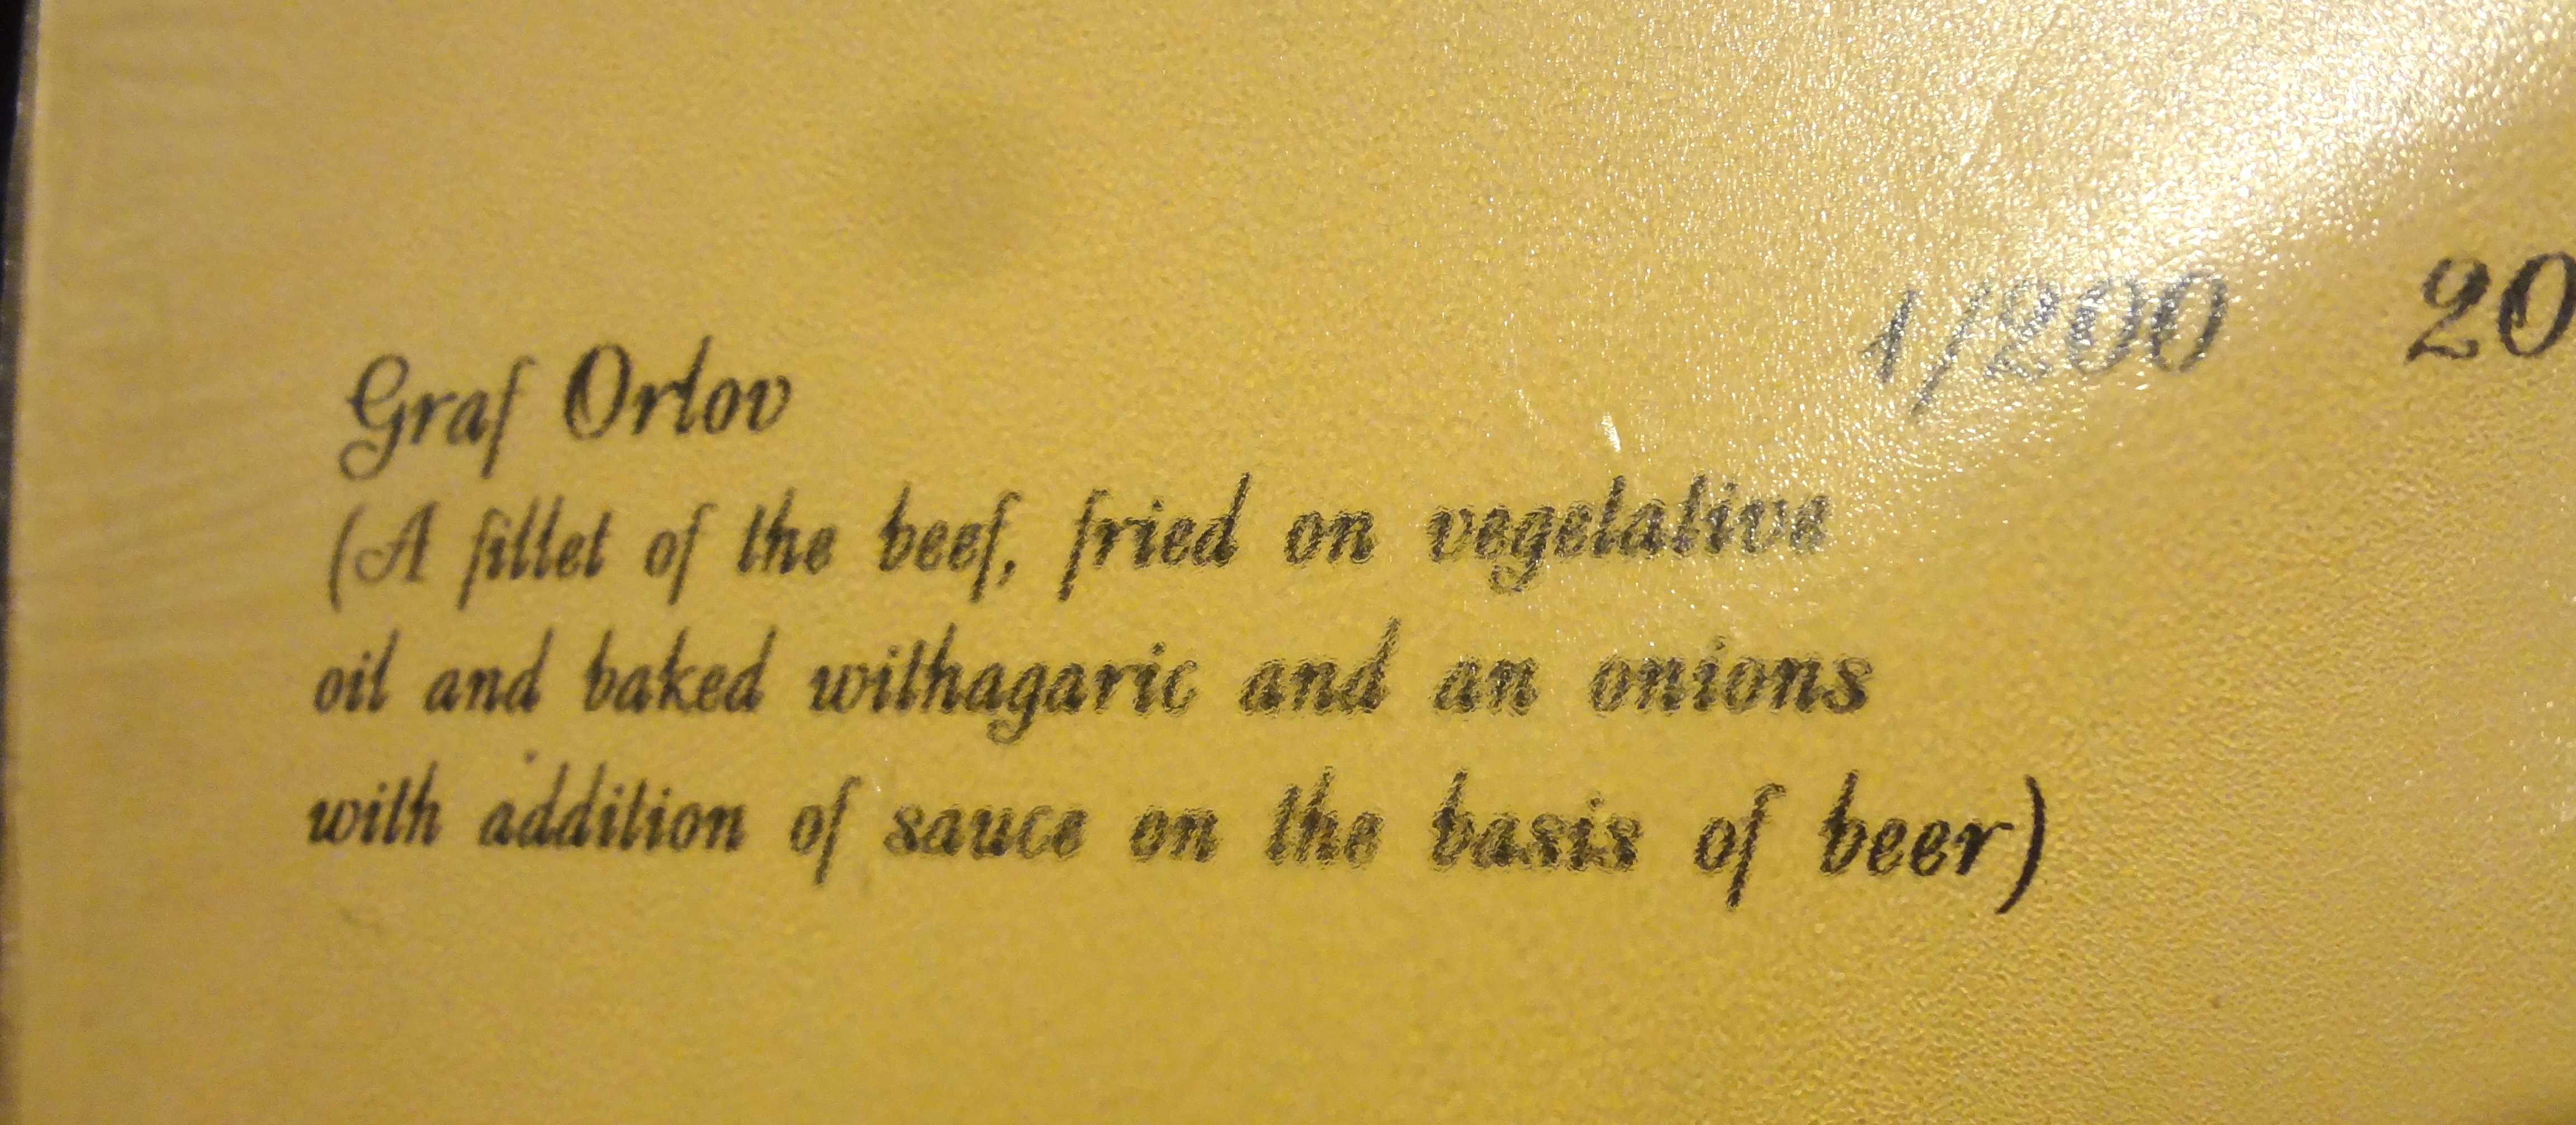 Graf Orlov 1/200 20
(A fillet of the beef, fried on vegetative
oil and baked withagaric and an onions
with addition of sauce on the basis of beer)